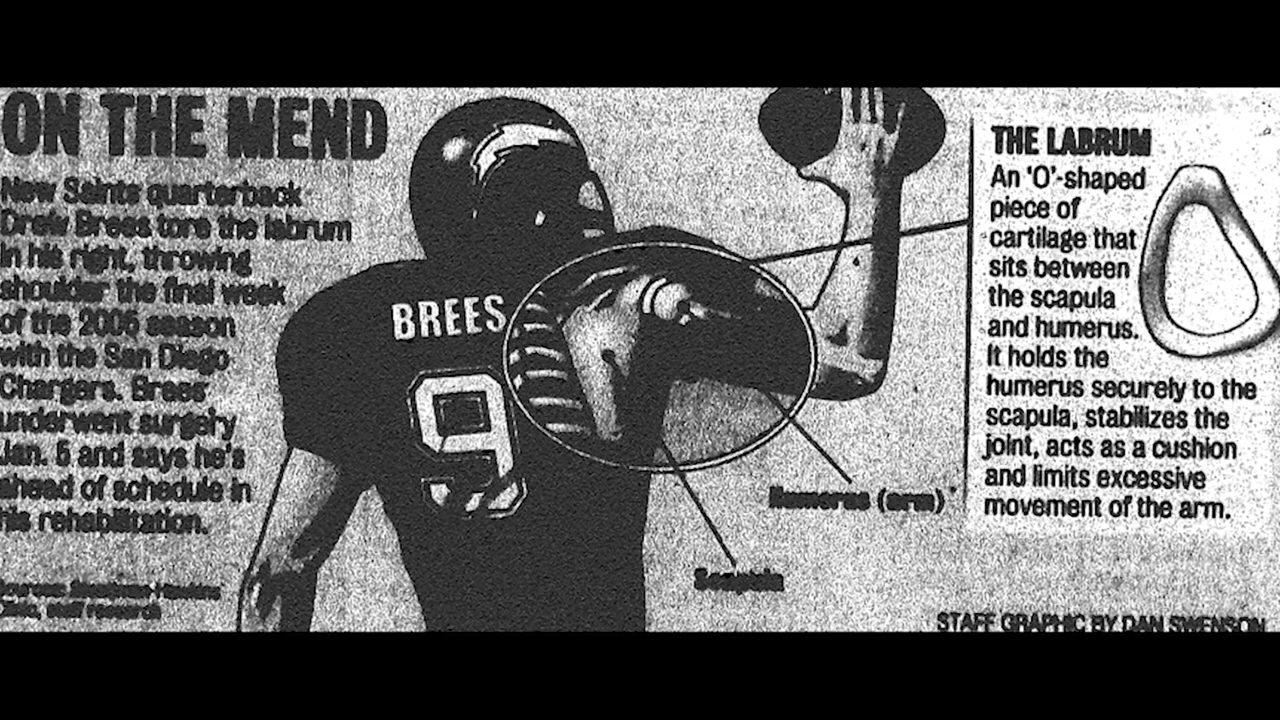 ON THE MEND
New Saints quarterback
Drew Brees tore the labrum
in his right, throwing
shoulder the final week
of the 2005 season
with the San Diego
Chargers. Brees
underwent surgery
Jan. 5 and says he's
ahead of schedule in
his rehabilitation.
staff research
BREES
9
Humerus (arm)
Scapula
THE LABRUM
An 'O'-shaped
piece of
cartilage that
sits between
the scapula
and humerus.
It holds the
humerus securely to the
scapula, stabilizes the
joint, acts as a cushion
and limits excessive
movement of the arm.
STAFF GRAPHIC BY DAN SWENSON